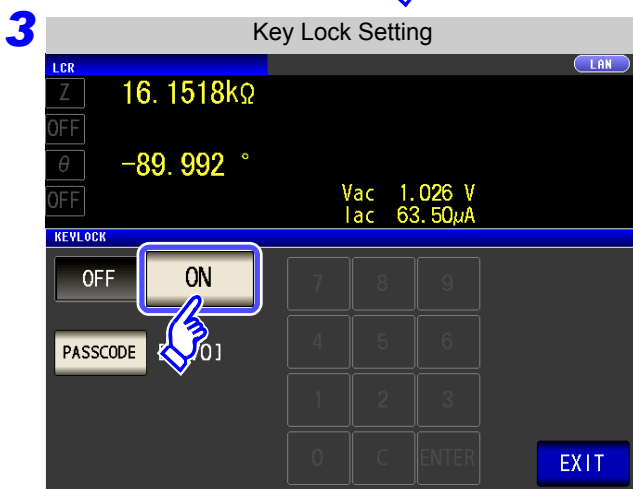 3 Key Lock Setting
LCR LAN
Z 16.1518kΩ
OFF
θ -89.992 °
OFF
Vac 1.026 V
Iac 63.50μA
KEYLOCK
OFF ON 7 8 9
PASSCODE 4 5 6
1 2 3
0 C ENTER
EXIT